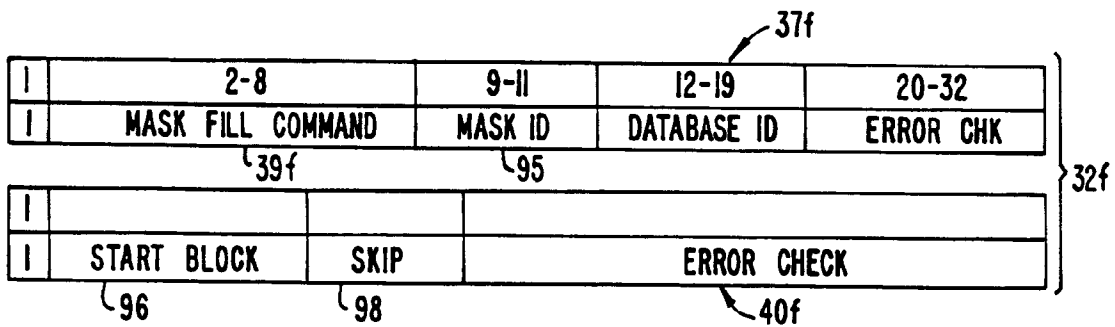 37f
1 2-8 9-11 12-19 20-32
1 MASK FILL COMMAND MASK ID DATABASE ID ERROR CHK
39f 95
32f
1
1 START BLOCK SKIP ERROR CHECK
96 98 40f